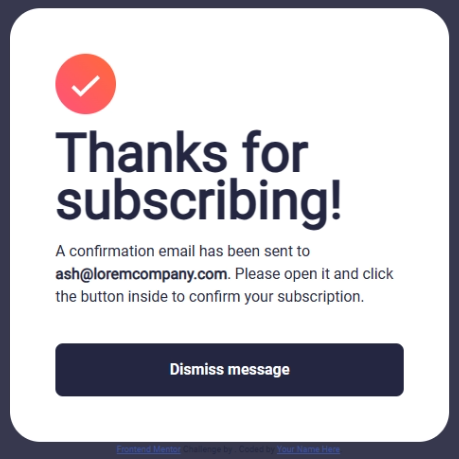 Thanks for
subscribing!
A confirmation email has been sent to
ash@loremcompany.com. Please open it and click
the button inside to confirm your subscription.
Dismiss message
Frontend Mentor Challenge by . Coded by Your Name Here